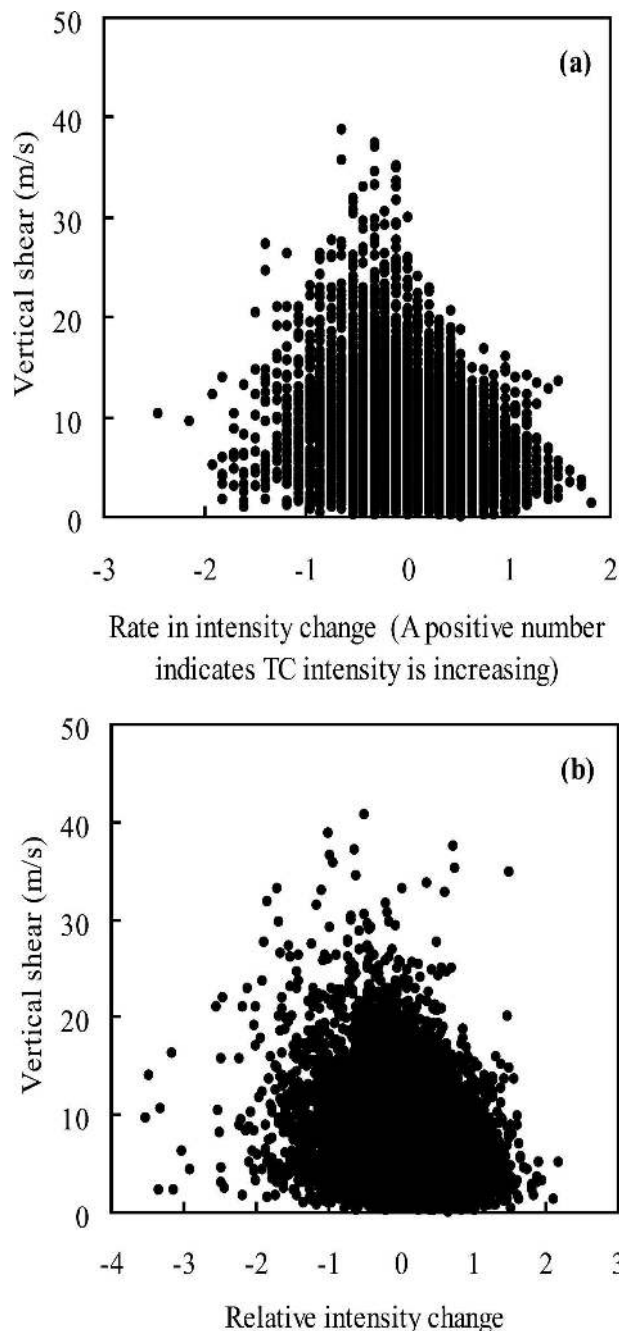 50
(a)
40
30
20
10
0
Vertical shear (m/s)
-3 -2 -1 0 1 2
Rate in intensity change (A positive number
indicates TC intensity is increasing)
50
(b)
40
30
20
10
0
Vertical shear (m/s)
-4 -3 -2 -1 0 1 2 3
Relative intensity change